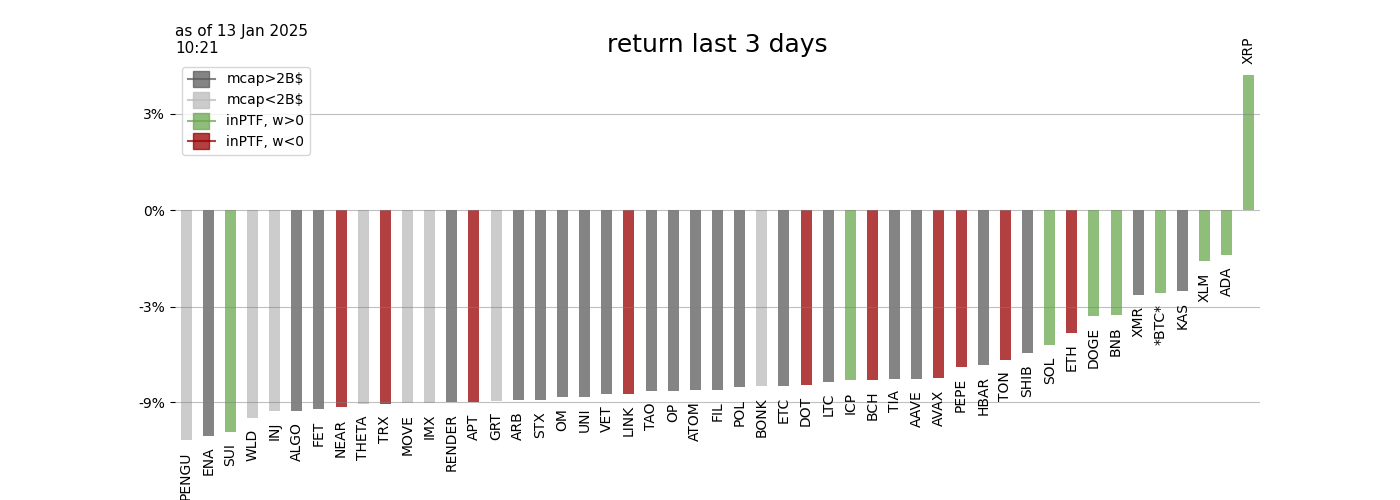 as of 13 Jan 2025
10:21
return last 3 days
mcap>2B$
mcap<2B$
inPTF, w>0
inPTF, w<0
3%
0%
-3%
-9%
PENGU
ENA
SUI
WLD
INJ
ALGO
FET
NEAR
THETA
TRX
MOVE
IMX
RENDER
APT
GRT
ARB
STX
OM
UNI
VET
LINK
TAO
OP
ATOM
FIL
POL
BONK
ETC
DOT
LTC
ICP
BCH
TIA
AAVE
AVAX
PEPE
HBAR
TON
SHIB
SOL
ETH
DOGE
BNB
XMR
*BTC*
KAS
XLM
ADA
XRP